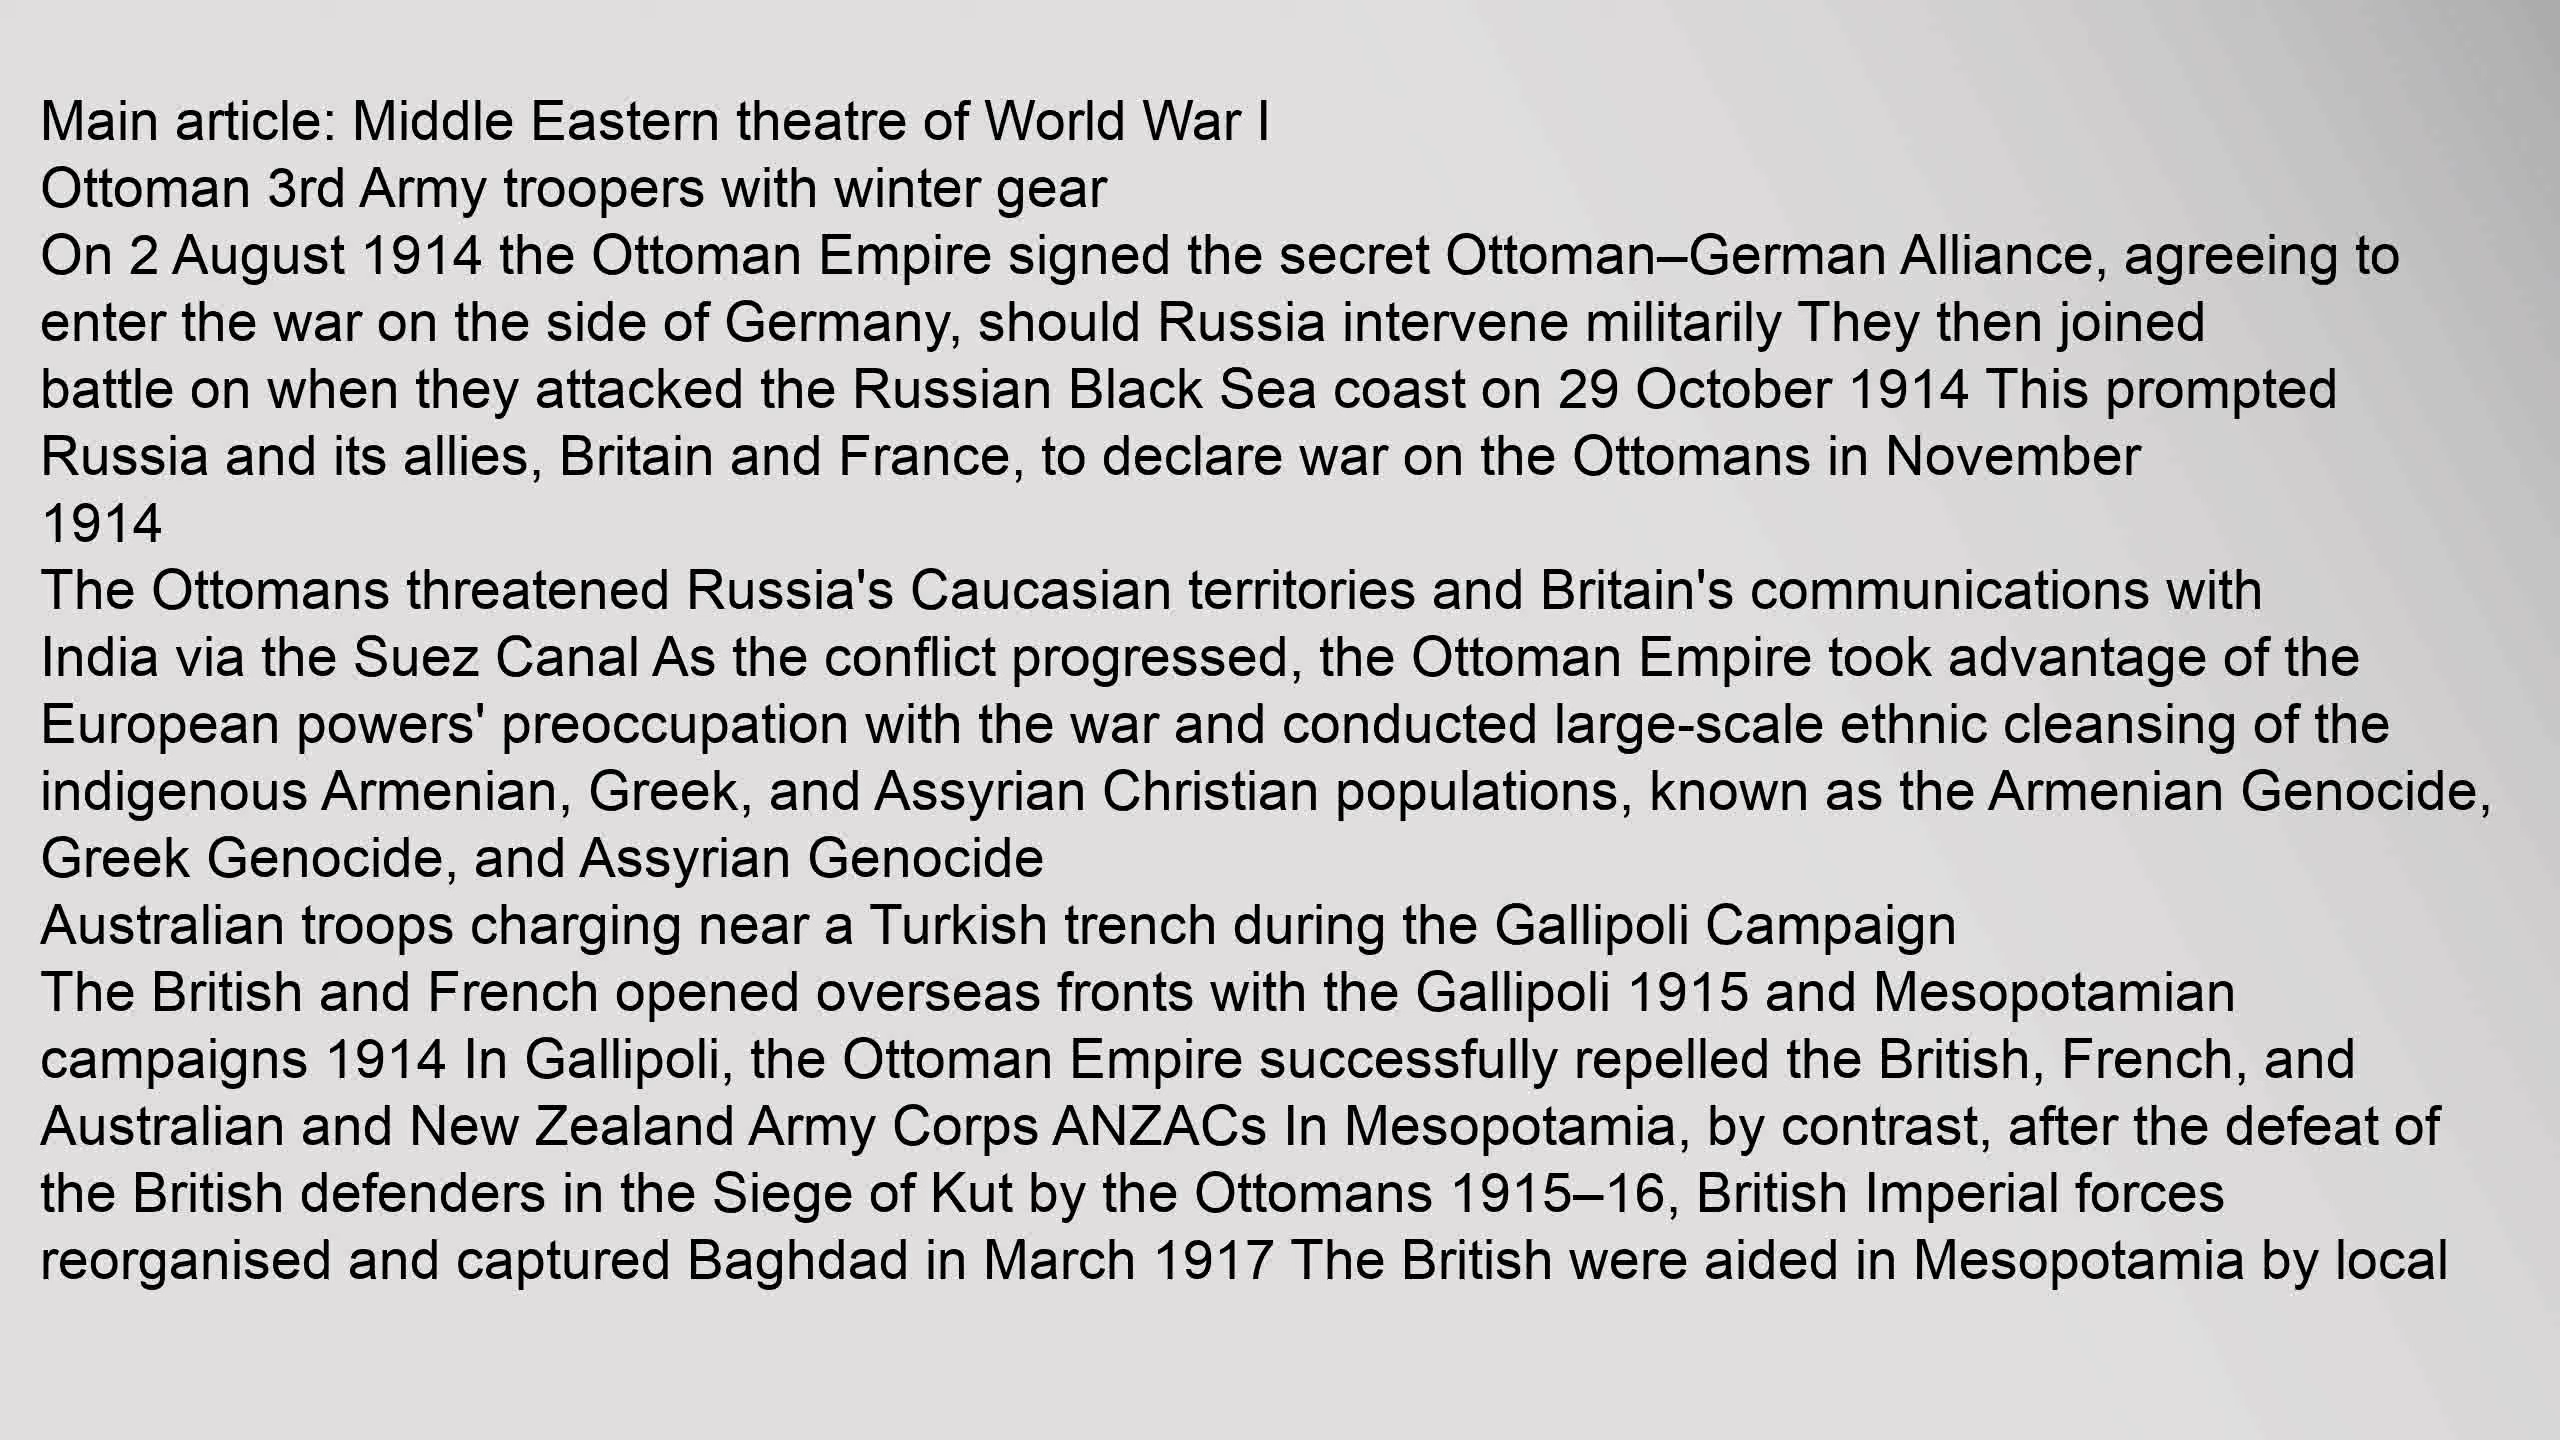 Main article: Middle Eastern theatre of World War I
Ottoman 3rd Army troopers with winter gear
On 2 August 1914 the Ottoman Empire signed the secret Ottoman–German Alliance, agreeing to
enter the war on the side of Germany, should Russia intervene militarily They then joined
battle on when they attacked the Russian Black Sea coast on 29 October 1914 This prompted
Russia and its allies, Britain and France, to declare war on the Ottomans in November
1914
The Ottomans threatened Russia's Caucasian territories and Britain's communications with
India via the Suez Canal As the conflict progressed, the Ottoman Empire took advantage of the
European powers' preoccupation with the war and conducted large-scale ethnic cleansing of the
indigenous Armenian, Greek, and Assyrian Christian populations, known as the Armenian Genocide,
Greek Genocide, and Assyrian Genocide
Australian troops charging near a Turkish trench during the Gallipoli Campaign
The British and French opened overseas fronts with the Gallipoli 1915 and Mesopotamian
campaigns 1914 In Gallipoli, the Ottoman Empire successfully repelled the British, French, and
Australian and New Zealand Army Corps ANZACs In Mesopotamia, by contrast, after the defeat of
the British defenders in the Siege of Kut by the Ottomans 1915–16, British Imperial forces
reorganised and captured Baghdad in March 1917 The British were aided in Mesopotamia by local